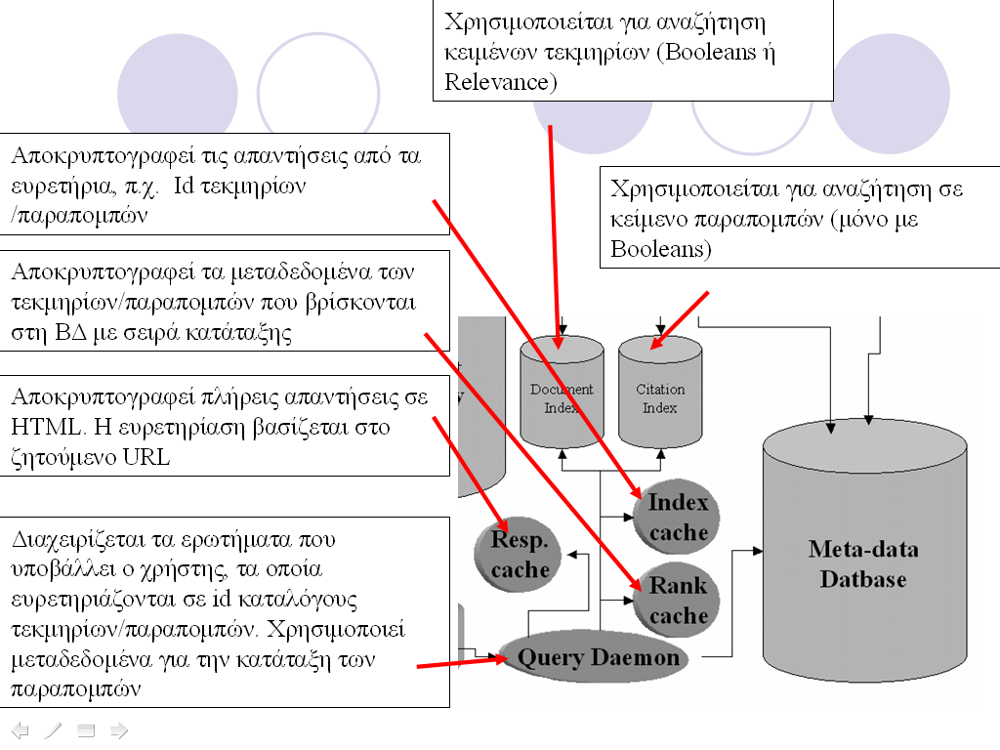 Χρησιμοποιείται για αναζήτηση
κειμένων τεκμηρίων (Booleans ή
Relevance)
Αποκρυπτογραφεί τις απαντήσεις από τα
ευρετήρια, π.χ. Id τεκμηρίων
/παραπομπών
Χρησιμοποιείται για αναζήτηση σε
κείμενο παραπομπών (μόνο με
Booleans)
Αποκρυπτογραφεί τα μεταδεδομένα των
τεκμηρίων/παραπομπών που βρίσκονται
στη ΒΔ με σειρά κατάταξης
Αποκρυπτογραφεί πλήρεις απαντήσεις σε
HTML. Η ευρετηρίαση βασίζεται στο
ζητούμενο URL
Διαχειρίζεται τα ερωτήματα που
υποβάλλει ο χρήστης, τα οποία
ευρετηριάζονται σε id καταλόγους
τεκμηρίων/παραπομπών. Χρησιμοποιεί
μεταδεδομένα για την κατάταξη των
παραπομπών
Document
Index
Citation
Index
Index
cache
Resp.
cache
Rank
cache
Query Daemon
Meta-data
Datbase